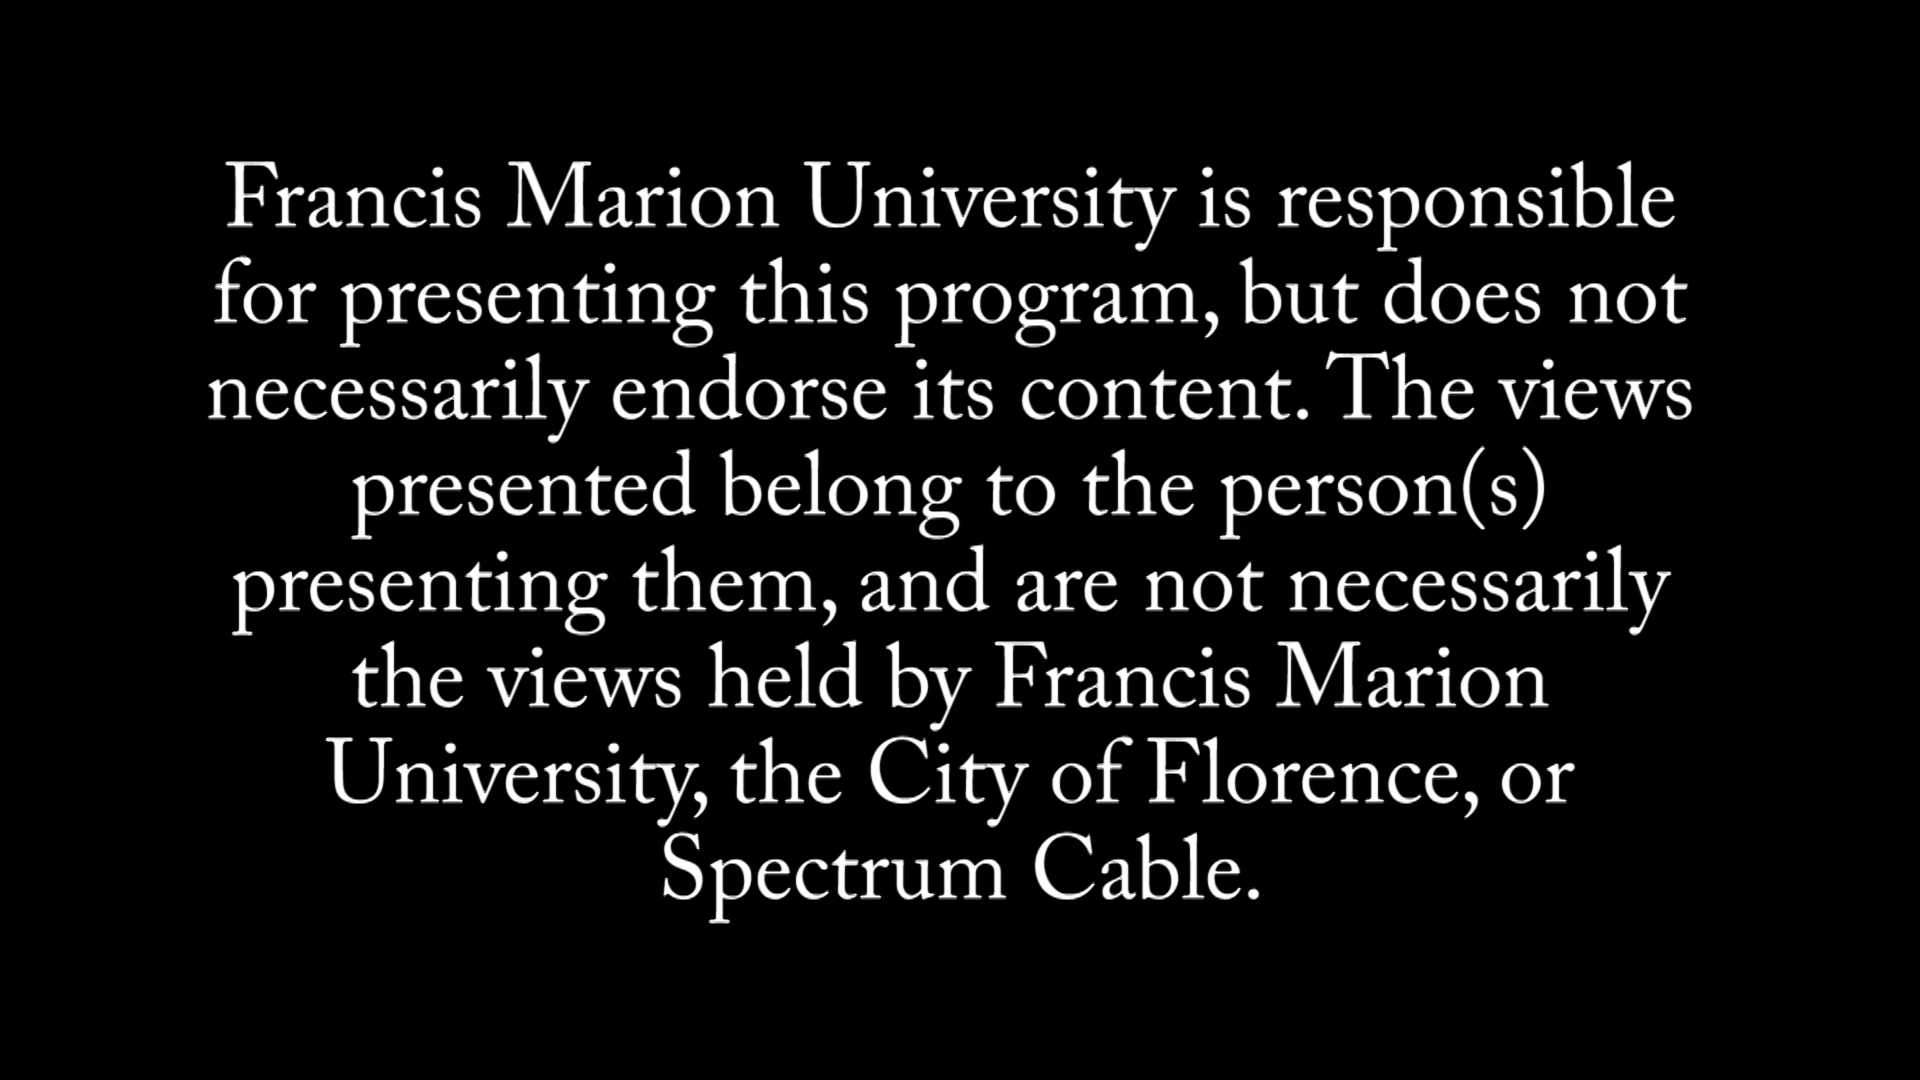 Francis Marion University is responsible
for presenting this program, but does not
necessarily endorse its content. The views
presented belong to the person(s)
presenting them, and are not necessarily
the views held by Francis Marion
University, the City of Florence, or
Spectrum Cable.